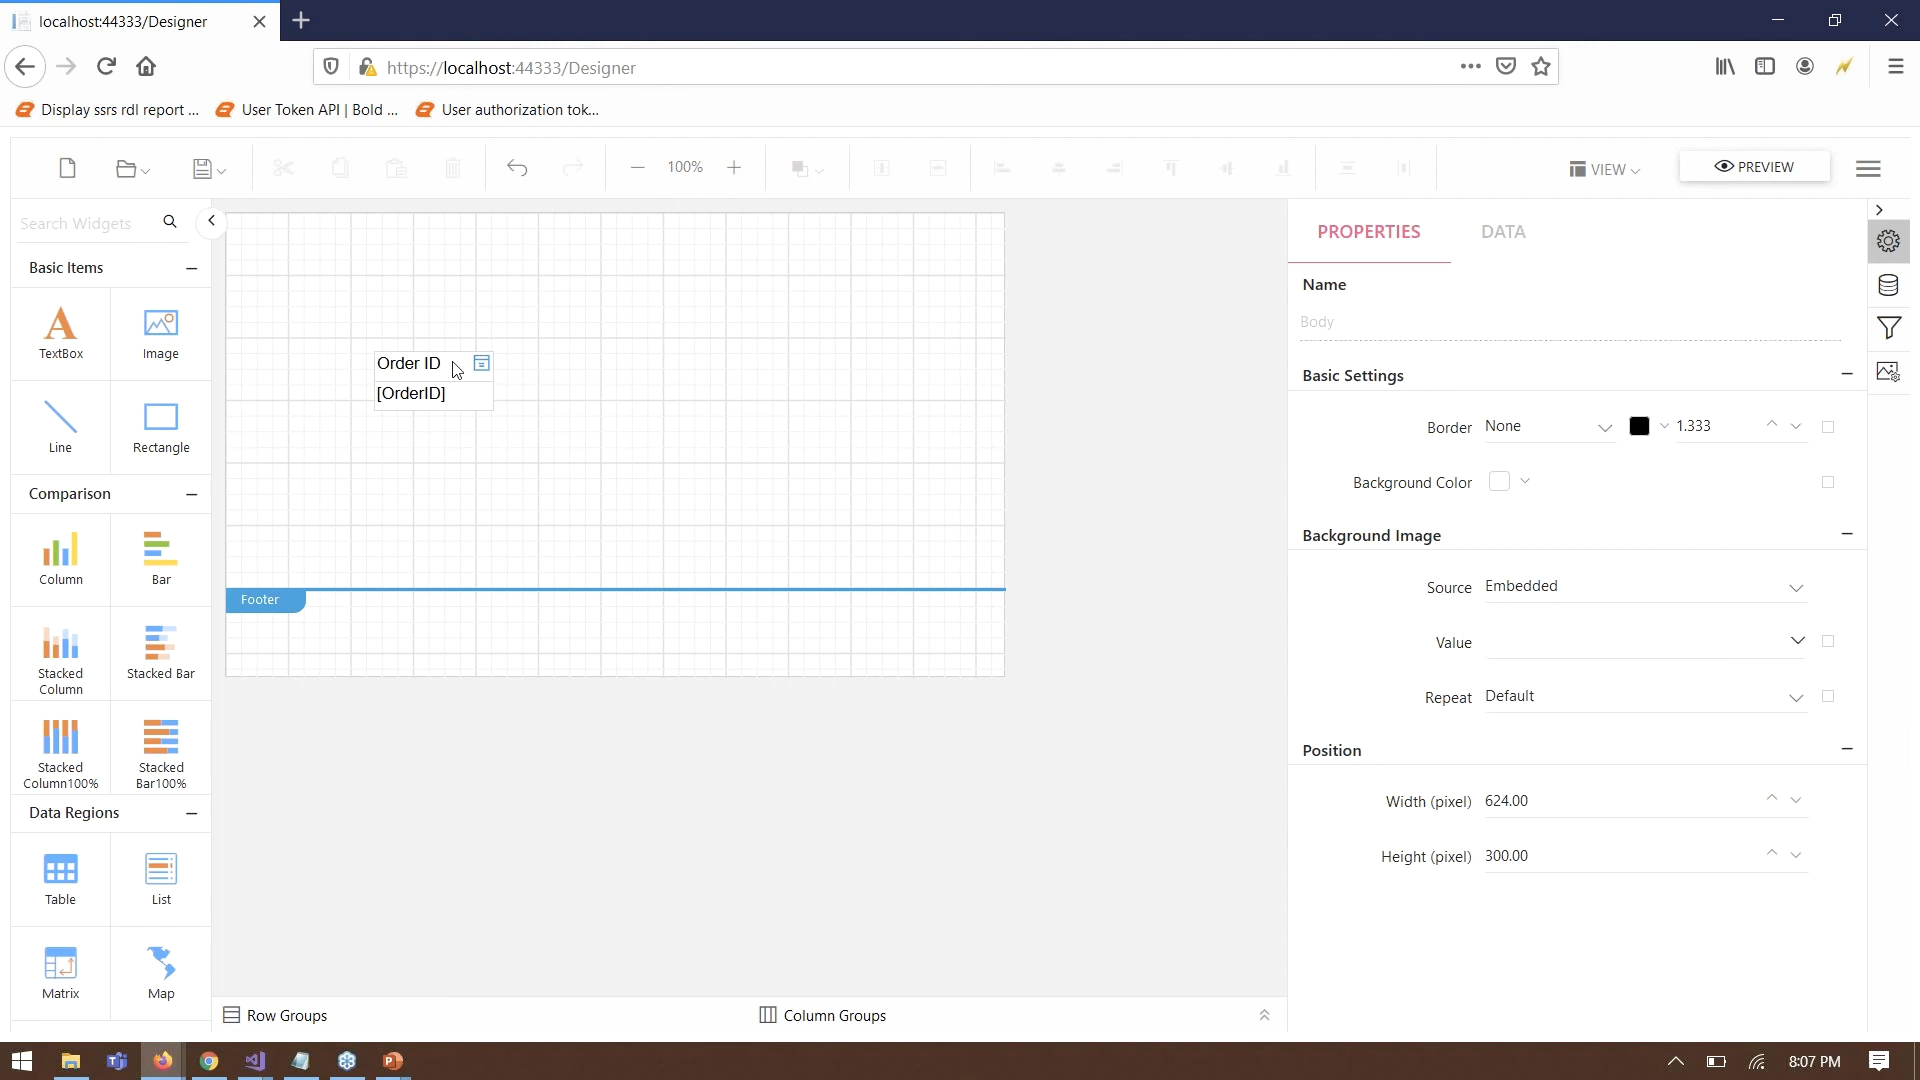 localhost:44333/Designer
https://localhost:44333/Designer
Display ssrs rdl report ...
User Token API | Bold ...
User authorization tok...
100%
VIEW
PREVIEW
Search Widgets
Basic Items
TextBox
Image
Line
Rectangle
Comparison
Column
Bar
Stacked
Column
Stacked Bar
Stacked
Column100%
Stacked
Bar100%
Data Regions
Table
List
Matrix
Map
Order ID
[OrderID]
Footer
Row Groups
Column Groups
PROPERTIES
DATA
Name
Body
Basic Settings
Border
None
1.333
Background Color
Background Image
Source
Embedded
Value
Repeat
Default
Position
Width (pixel)
624.00
Height (pixel)
300.00
8:07 PM